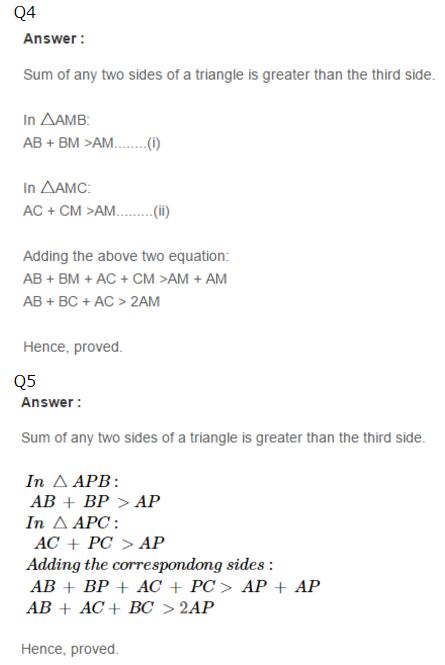 Q4
Answer :
Sum of any two sides of a triangle is greater than the third side.
In △AMB:
AB + BM >AM........(i)
In △AMC:
AC + CM >AM.........(ii)
Adding the above two equation:
AB + BM + AC + CM >AM + AM
AB + BC + AC > 2AM
Hence, proved.
Q5
Answer :
Sum of any two sides of a triangle is greater than the third side.
In △ APB :
AB + BP > AP
In △ APC :
AC + PC > AP
Adding the correspondong sides :
AB + BP + AC + PC > AP + AP
AB + AC + BC > 2AP
Hence, proved.